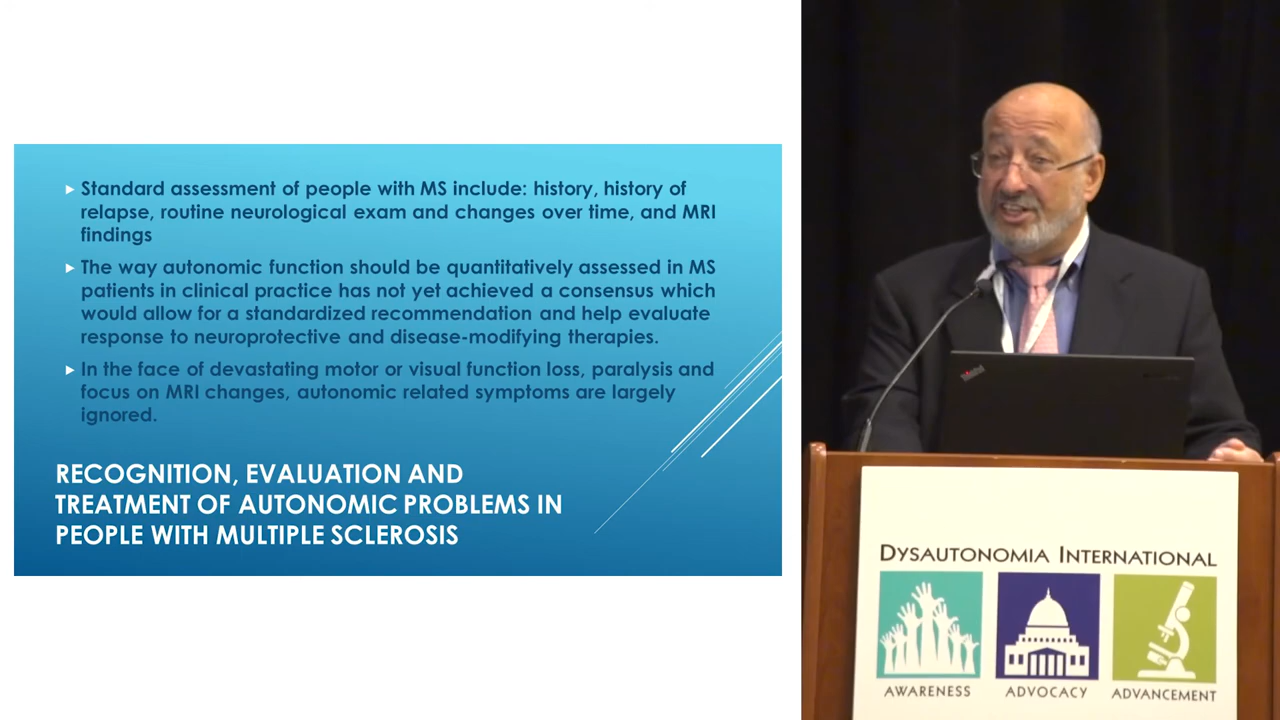 Standard assessment of people with MS include: history, history of
relapse, routine neurological exam and changes over time, and MRI
findings
The way autonomic function should be quantitatively assessed in MS
patients in clinical practice has not yet achieved a consensus which
would allow for a standardized recommendation and help evaluate
response to neuroprotective and disease-modifying therapies.
In the face of devastating motor or visual function loss, paralysis and
focus on MRI changes, autonomic related symptoms are largely
ignored.
RECOGNITION, EVALUATION AND
TREATMENT OF AUTONOMIC PROBLEMS IN
PEOPLE WITH MULTIPLE SCLEROSIS
DYSAUTONOMIA INTERNATIONAL
AWARENESS
ADVOCACY
ADVANCEMENT